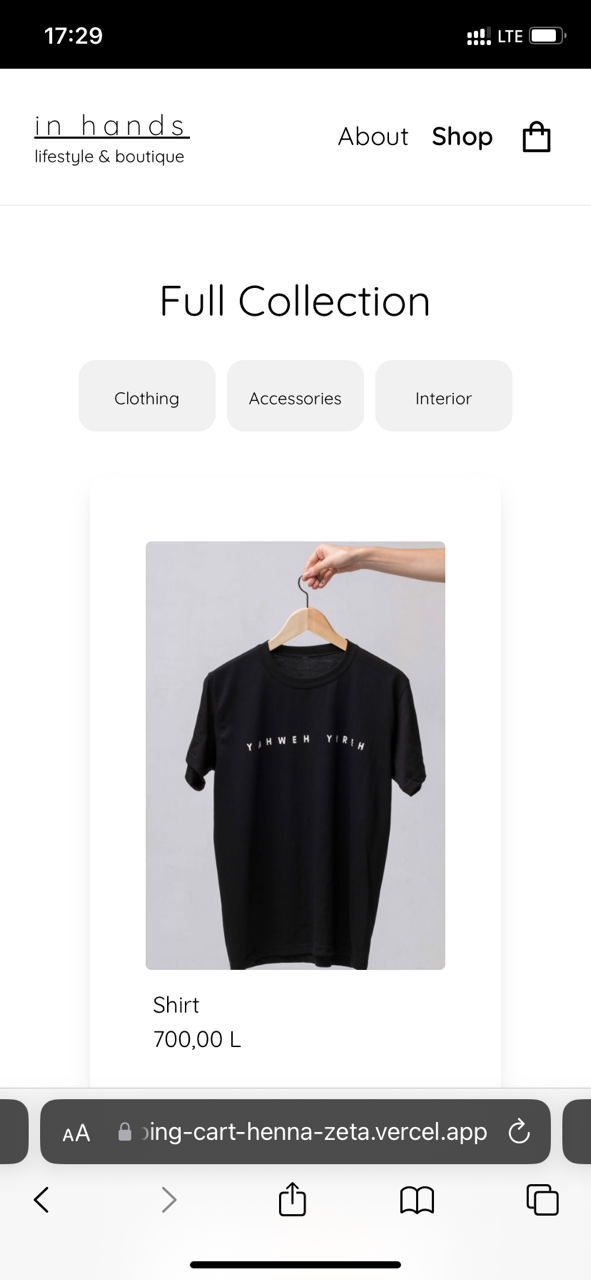 17:29 LTE
in hands
lifestyle & boutique
About Shop
Full Collection
Clothing Accessories Interior
YAHWEH YIREH
Shirt
700,00 L
AA ing-cart-henna-zeta.vercel.app